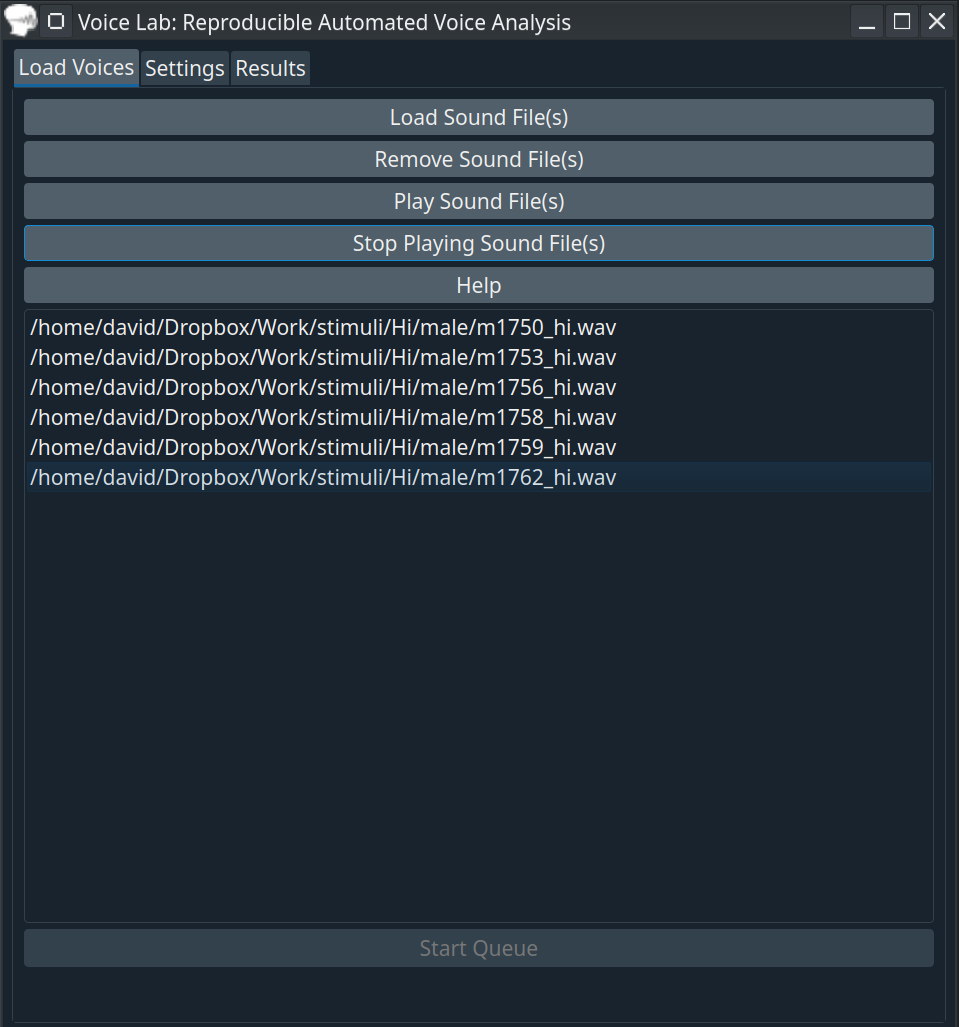 Voice Lab: Reproducible Automated Voice Analysis
Load Voices Settings Results
Load Sound File(s)
Remove Sound File(s)
Play Sound File(s)
Stop Playing Sound File(s)
Help
/home/david/Dropbox/Work/stimuli/Hi/male/m1750_hi.wav
/home/david/Dropbox/Work/stimuli/Hi/male/m1753_hi.wav
/home/david/Dropbox/Work/stimuli/Hi/male/m1756_hi.wav
/home/david/Dropbox/Work/stimuli/Hi/male/m1758_hi.wav
/home/david/Dropbox/Work/stimuli/Hi/male/m1759_hi.wav
/home/david/Dropbox/Work/stimuli/Hi/male/m1762_hi.wav
Start Queue